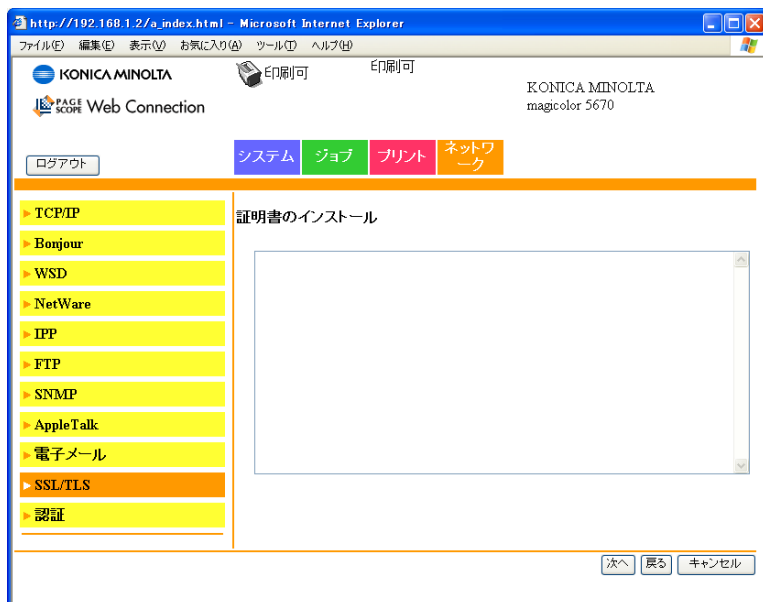 http://192.168.1.2/a_index.html - Microsoft Internet Explorer
ファイル(F) 編集(E) 表示(V) お気に入り(A) ツール(T) ヘルプ(H)
KONICA MINOLTA
印刷可
印刷可
KONICA MINOLTA
magicolor 5670
PAGE SCOPE Web Connection
ログアウト
システム
ジョブ
プリント
ネットワ
ーク
TCP/IP
Bonjour
WSD
NetWare
IPP
FTP
SNMP
AppleTalk
電子メール
SSL/TLS
認証
証明書のインストール
次へ 戻る キャンセル